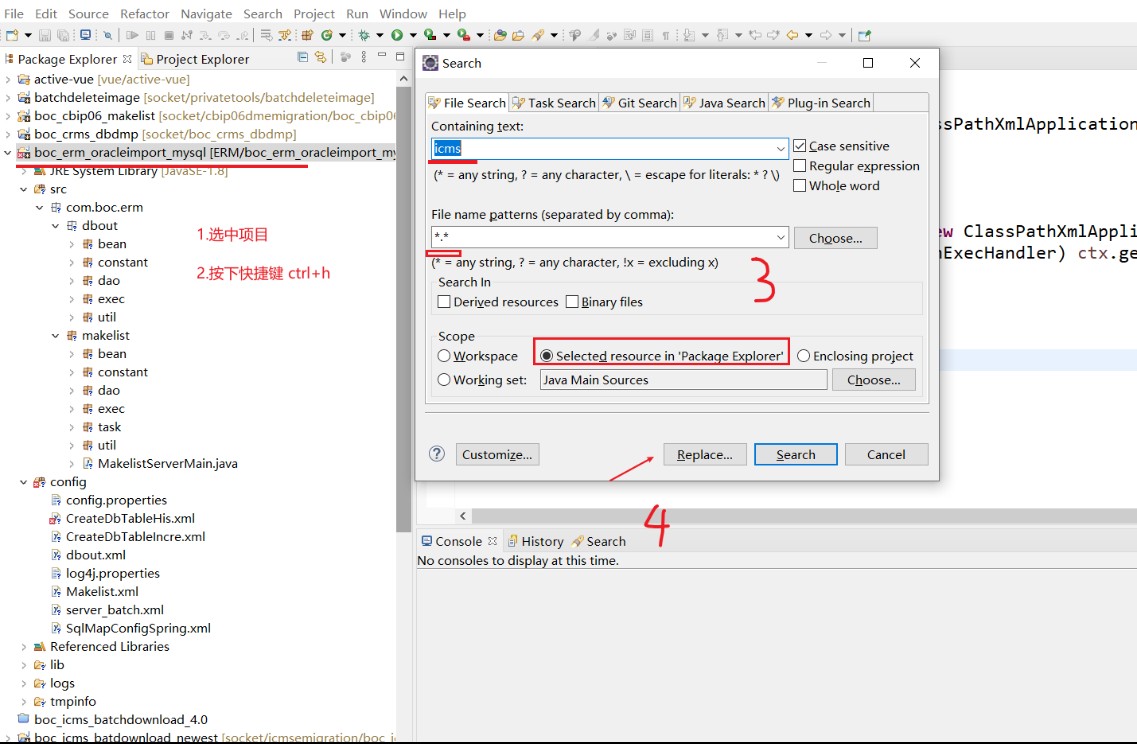 File Edit Source Refactor Navigate Search Project Run Window Help
Package Explorer Project Explorer
active-vue [vue/active-vue]
batchdeleteimage [socket/privatetools/batchdeleteimage]
boc_cbip06_makelist [socket/cbip06dmemigration/boc_cbip0
boc_crms_dbdmp [socket/boc_crms_dbdmp]
boc_erm_oracleimport_mysql [ERM/boc_erm_oracleimport_my
JRE System Library [JavaSE-1.8]
src
com.boc.erm
dbout
bean
constant
dao
exec
util
makelist
bean
constant
dao
exec
task
util
MakelistServerMain.java
config
config.properties
CreateDbTableHis.xml
CreateDbTableIncre.xml
dbout.xml
log4j.properties
Makelist.xml
server_batch.xml
SqlMapConfigSpring.xml
Referenced Libraries
lib
logs
tmpinfo
boc_icms_batchdownload_4.0
boc_icms_batdownload_newest [socket/icmsemigration/boc_i
1.选中项目
2.按下快捷键 ctrl+h
Search
File Search Task Search Git Search Java Search Plug-in Search
Containing text:
icms
Case sensitive
(* = any string, ? = any character, \ = escape for literals: * ? \)
Regular expression
Whole word
File name patterns (separated by comma):
*.*
Choose...
(* = any string, ? = any character, !x = excluding x)
3
Search In
Derived resources Binary files
Scope
Workspace Selected resource in 'Package Explorer' Enclosing project
Working set: Java Main Sources Choose...
Customize... Replace... Search Cancel
4
ssPathXmlApplication
ew ClassPathXmlAppli
nExecHandler) ctx.ge
Console History Search
No consoles to display at this time.